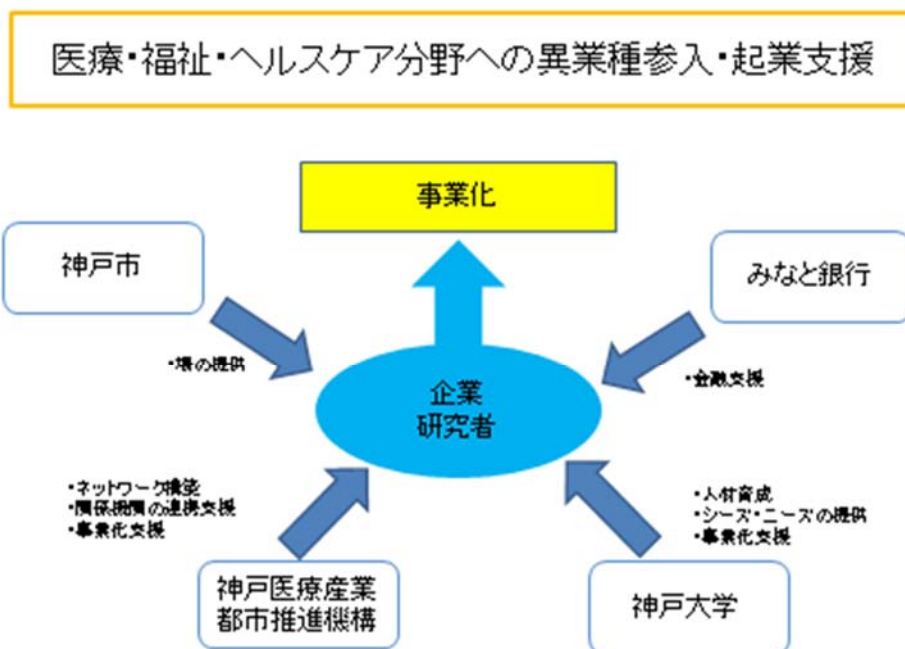 医療・福祉・ヘルスケア分野への異業種参入・起業支援
事業化
神戸市
みなと銀行
・場の提供
・金融支援
企業
研究者
・ネットワーク構築
・関係機関の連携支援
・事業化支援
・人材育成
・シーズ・ニーズの提供
・事業化支援
神戸医療産業
都市推進機構
神戸大学